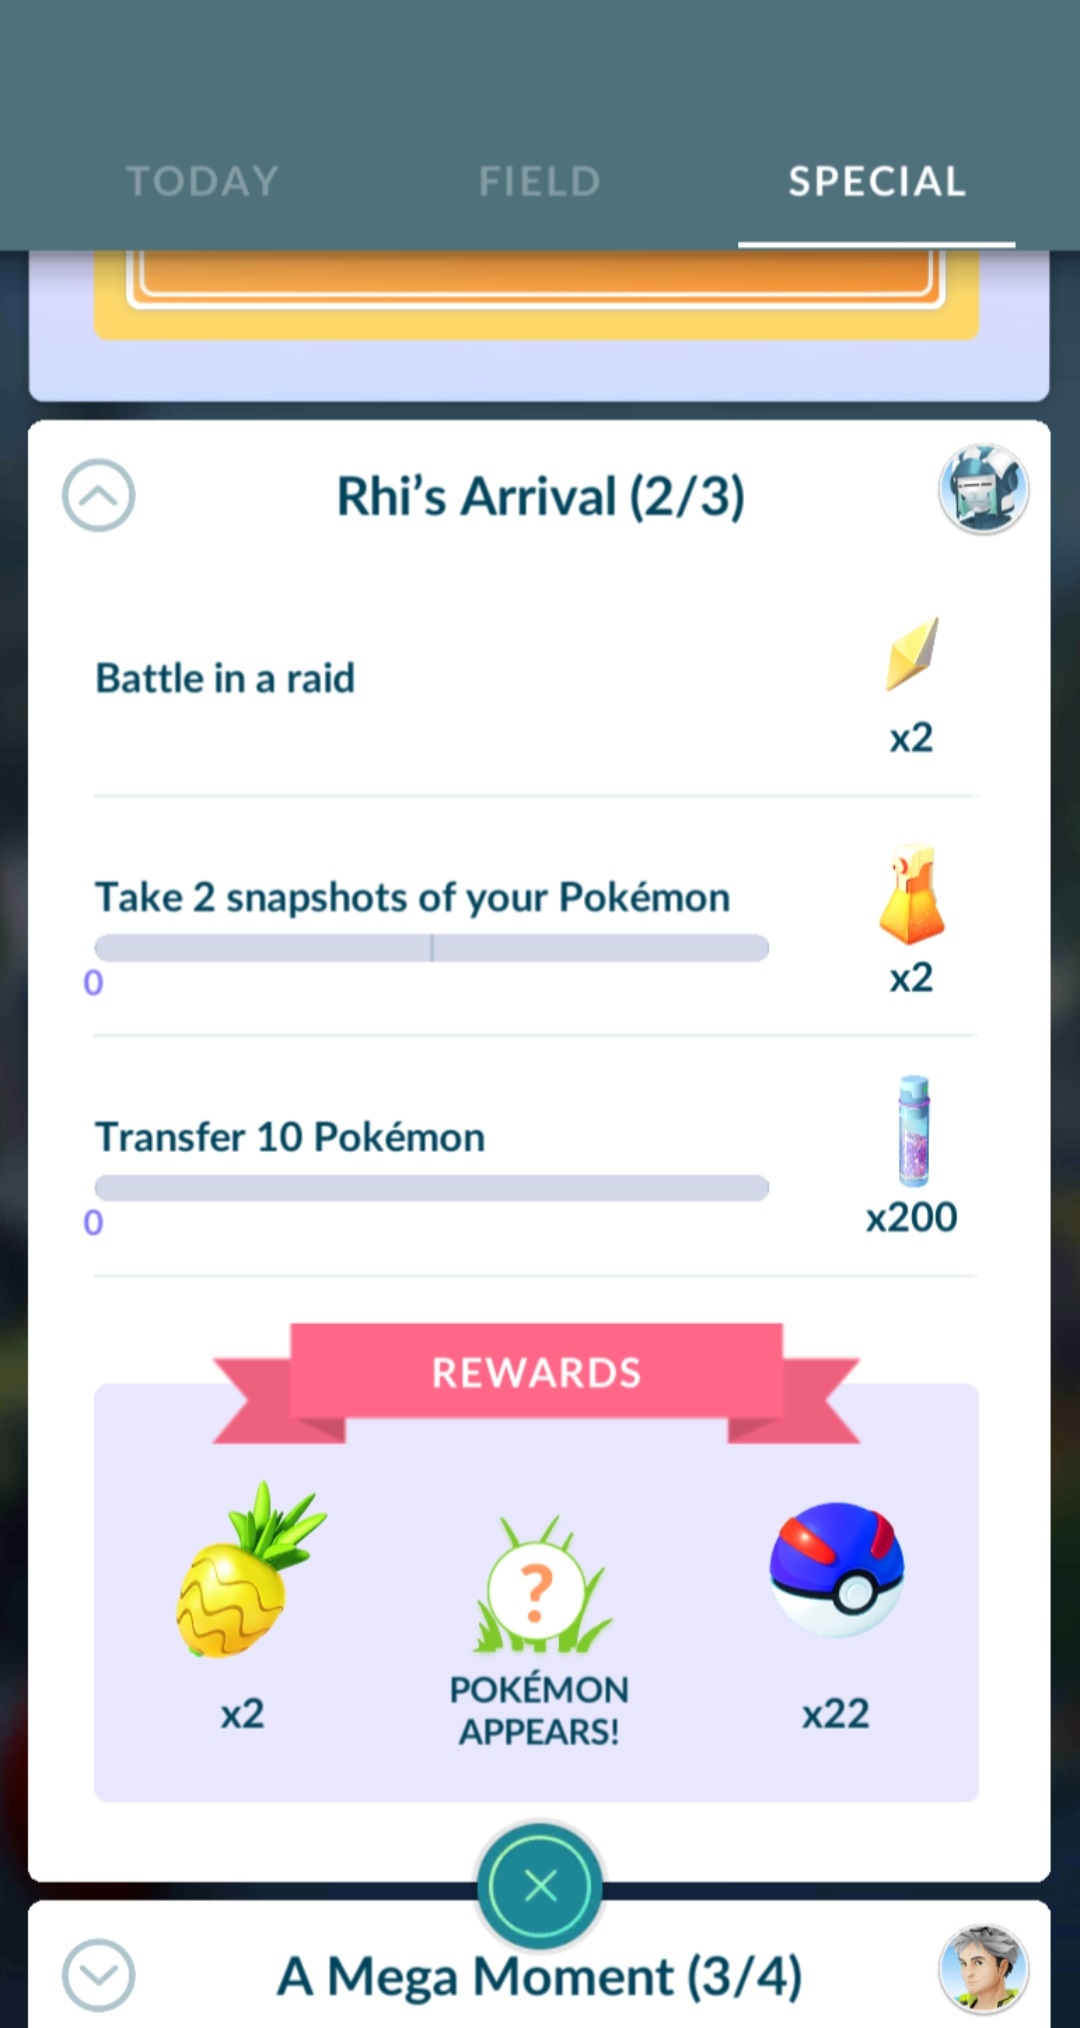 TODAY
FIELD
SPECIAL
Rhi’s Arrival (2/3)
Battle in a raid
x2
Take 2 snapshots of your Pokémon
0
x2
Transfer 10 Pokémon
0
x200
REWARDS
?
x2
POKÉMON
APPEARS!
x22
A Mega Moment (3/4)